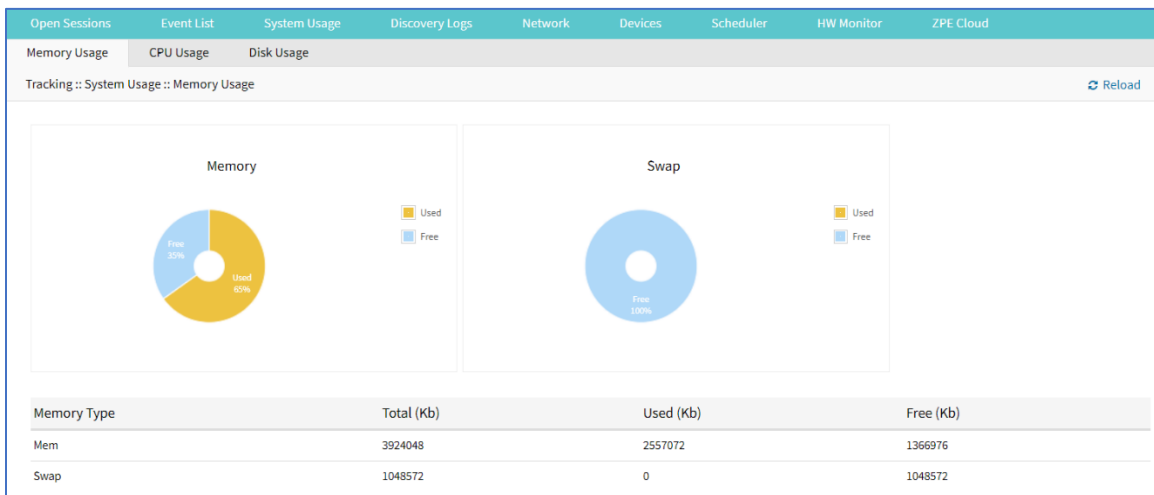 Open Sessions Event List System Usage Discovery Logs Network Devices Scheduler HW Monitor ZPE Cloud
Memory Usage CPU Usage Disk Usage
Tracking :: System Usage :: Memory Usage Reload
Memory
Used
Free
Free
35%
Used
65%
Swap
Used
Free
Free
100%
Memory Type Total (Kb) Used (Kb) Free (Kb)
Mem 3924048 2557072 1366976
Swap 1048572 0 1048572